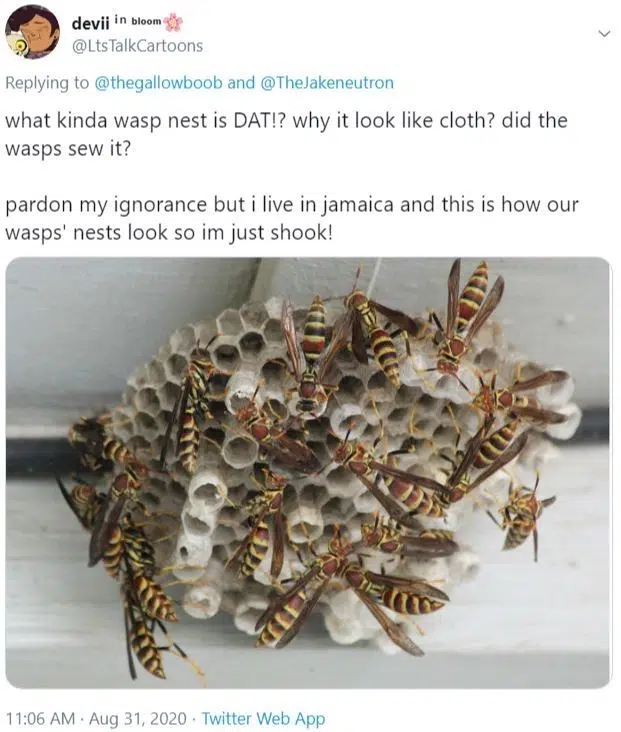 devii in bloom🌸
@LtsTalkCartoons
Replying to @thegallowboob and @TheJakeneutron
what kinda wasp nest is DAT!? why it look like cloth? did the
wasps sew it?
pardon my ignorance but i live in jamaica and this is how our
wasps' nests look so im just shook!
11:06 AM · Aug 31, 2020 · Twitter Web App